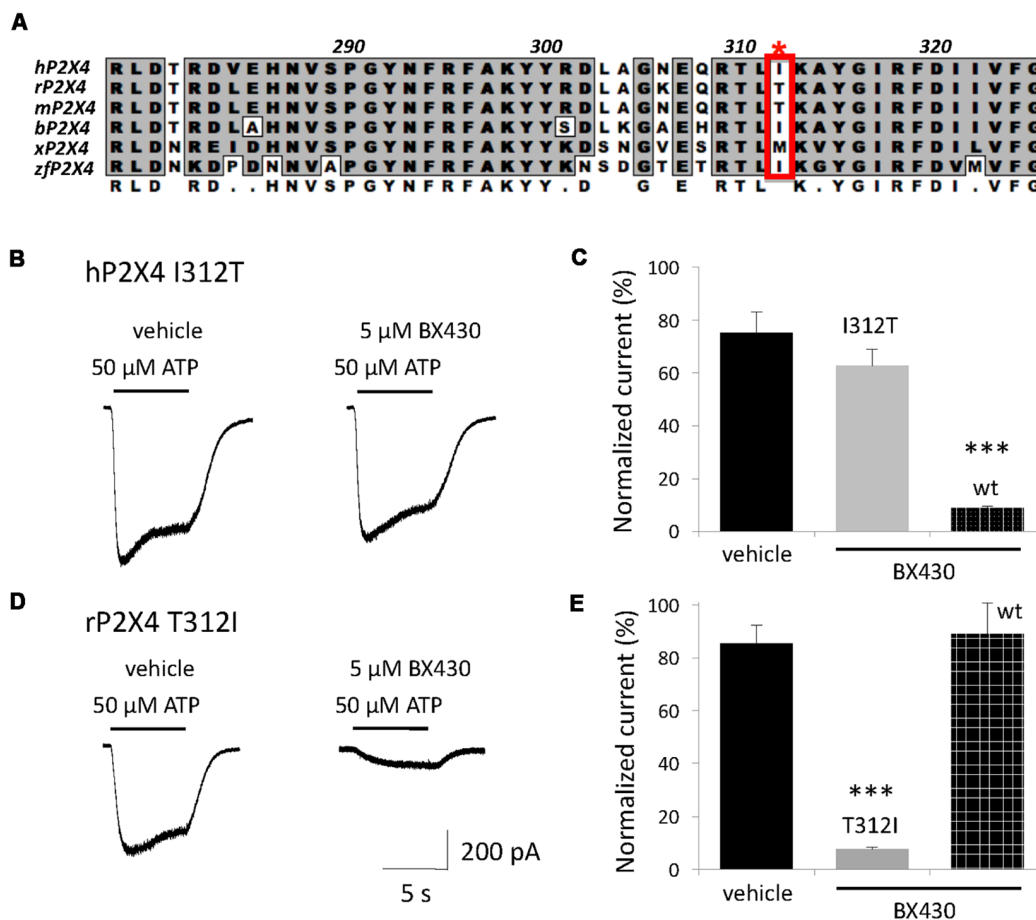 A
290 300 310 * 320
hP2X4 R L D T R D V E H N V S P G Y N F R F A K Y Y R D L A G N E Q R T L I K A Y G I R F D I I V F G
rP2X4 R L D T R D L E H N V S P G Y N F R F A K Y Y R D L A G K E Q R T L T K A Y G I R F D I I V F G
mP2X4 R L D T R D L E H N V S P G Y N F R F A K Y Y R D L A G N E Q R T L T K A Y G I R F D I I V F G
bP2X4 R L D T R D L A H N V S P G Y N F R F A K Y Y S D L K G A E H R T L I K A Y G I R F D I I V F G
xP2X4 R L D N R E I D H N V S P G Y N F R F A K Y Y K D S N G V E S R T L M K V Y G I R F D I L V F G
zfP2X4 R L D N K D P D N N V A P G Y N F R F A K Y Y K N S D G T E T R T L I K G Y G I R F D V M V F G
R L D R D . . H N V S P G Y N F R F A K Y Y . D G E R T L K . Y G I R F D I . V F G
B
hP2X4 I312T
vehicle
50 µM ATP
5 µM BX430
50 µM ATP
C
Normalized current (%)
100
80
60
40
20
0
I312T
***
wt
vehicle
BX430
D
rP2X4 T312I
vehicle
50 µM ATP
5 µM BX430
50 µM ATP
200 pA
5 s
E
Normalized current (%)
100
80
60
40
20
0
wt
***
T312I
vehicle
BX430